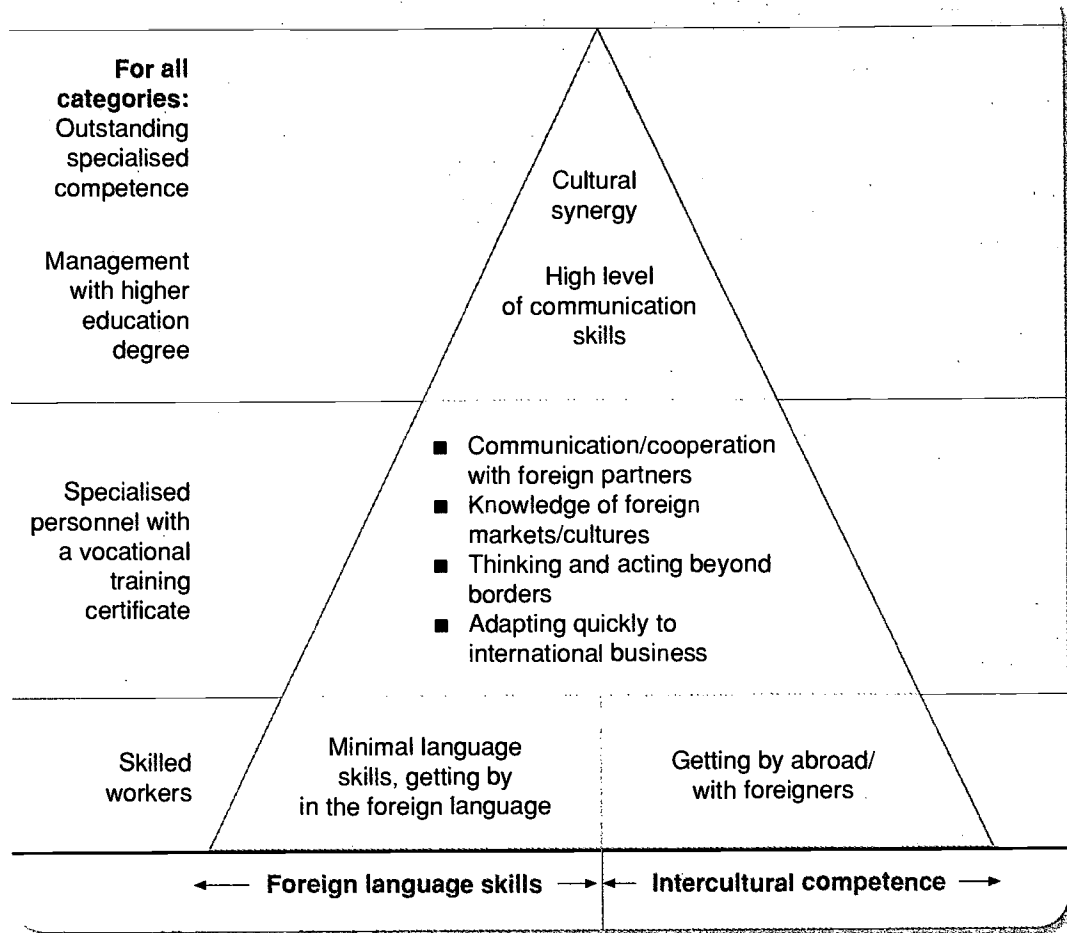 For all
categories:
Outstanding
specialised
competence
Cultural
synergy
Management
with higher
education
degree
High level
of communication
skills
Specialised
personnel with
a vocational
training
certificate
■ Communication/cooperation
with foreign partners
■ Knowledge of foreign
markets/cultures
■ Thinking and acting beyond
borders
■ Adapting quickly to
international business
Skilled
workers
Minimal language
skills, getting by
in the foreign language
Getting by abroad/
with foreigners
Foreign language skills
Intercultural competence